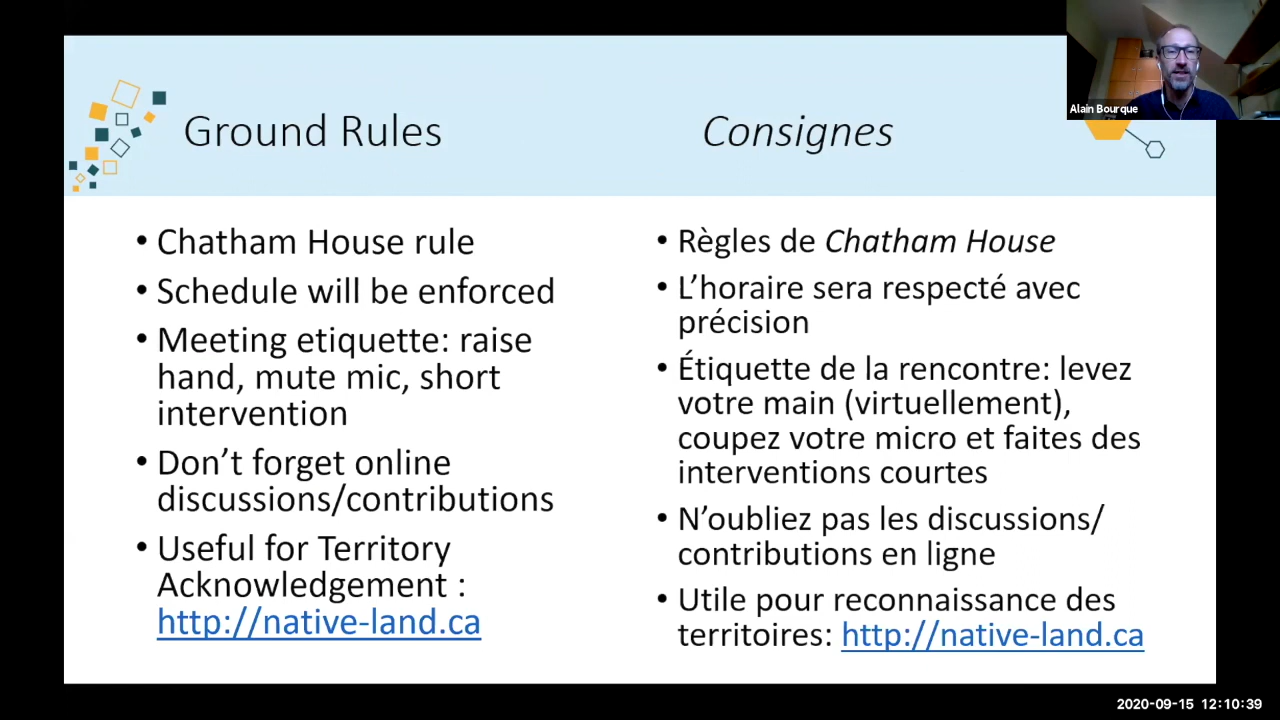 Alain Bourque
Ground Rules
• Chatham House rule
• Schedule will be enforced
• Meeting etiquette: raise
hand, mute mic, short
intervention
• Don’t forget online
discussions/contributions
• Useful for Territory
Acknowledgement :
http://native-land.ca
Consignes
• Règles de Chatham House
• L’horaire sera respecté avec
précision
• Étiquette de la rencontre: levez
votre main (virtuellement),
coupez votre micro et faites des
interventions courtes
• N’oubliez pas les discussions/
contributions en ligne
• Utile pour reconnaissance des
territoires: http://native-land.ca
2020-09-15 12:10:39